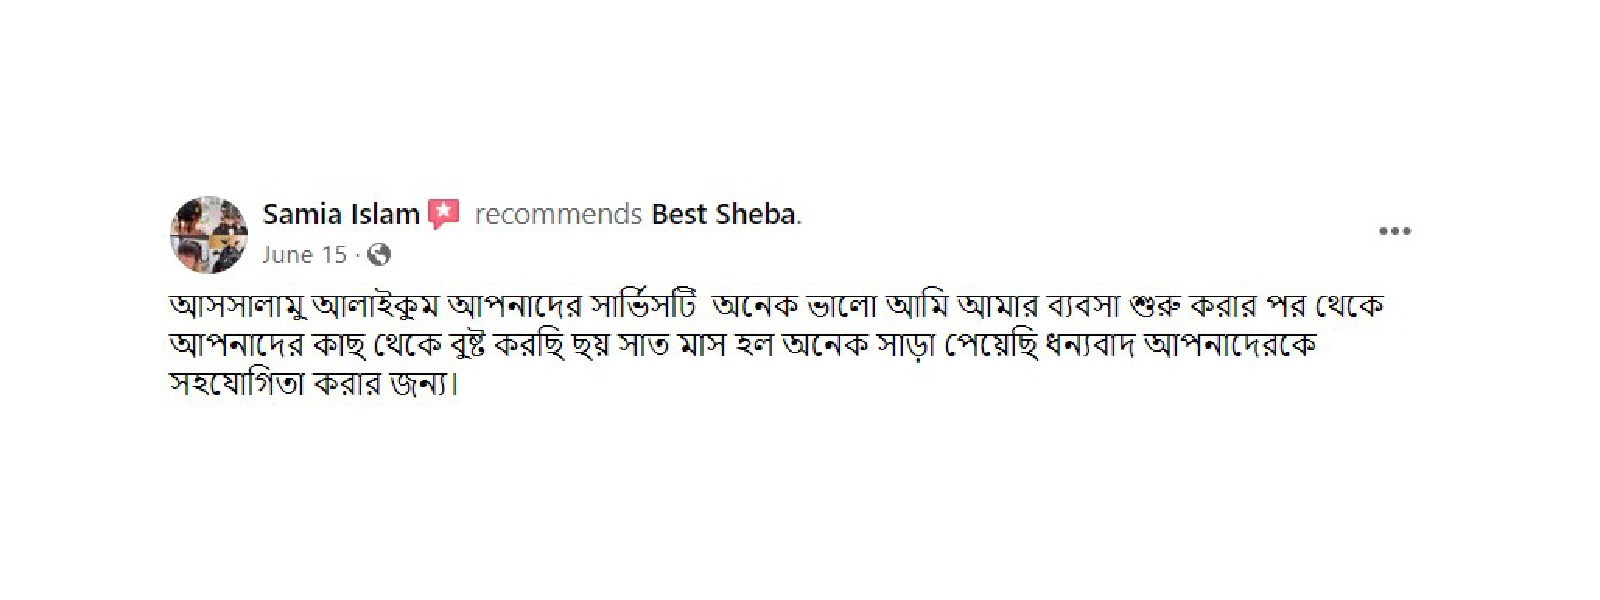 Samia Islam recommends Best Sheba.
June 15 ·
আসসালামু আলাইকুম আপনাদের সার্ভিসটি অনেক ভালো আমি আমার ব্যবসা শুরু করার পর থেকে
আপনাদের কাছ থেকে বুষ্ট করছি ছয় সাত মাস হল অনেক সাড়া পেয়েছি ধন্যবাদ আপনাদেরকে
সহযোগিতা করার জন্য।